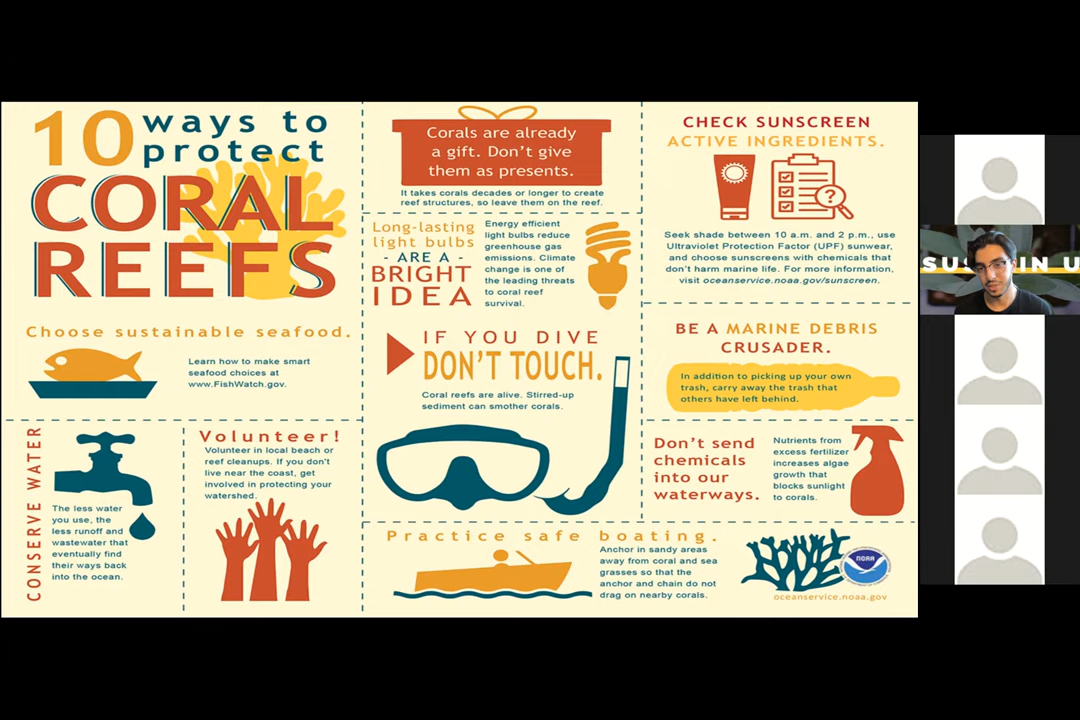 10 ways to
protect
CORAL
REEFS
Choose sustainable seafood.
Learn how to make smart
seafood choices at
www.FishWatch.gov.
CONSERVE WATER
The less water
you use, the
less runoff and
wastewater that
eventually find
their ways back
into the ocean.
Volunteer!
Volunteer in local beach or
reef cleanups. If you don't
live near the coast, get
involved in protecting your
watershed.
Corals are already
a gift. Don't give
them as presents.
It takes corals decades or longer to create
reef structures, so leave them on the reef.
Long-lasting
light bulbs
- ARE A -
BRIGHT
IDEA
Energy efficient
light bulbs reduce
greenhouse gas
emissions. Climate
change is one of
the leading threats
to coral reef
survival.
IF YOU DIVE
DON'T TOUCH.
Coral reefs are alive. Stirred-up
sediment can smother corals.
Practice safe boating.
Anchor in sandy areas
away from coral and sea
grasses so that the
anchor and chain do not
drag on nearby corals.
CHECK SUNSCREEN
ACTIVE INGREDIENTS.
?
Seek shade between 10 a.m. and 2 p.m., use
Ultraviolet Protection Factor (UPF) sunwear,
and choose sunscreens with chemicals that
don't harm marine life. For more information,
visit oceanservice.noaa.gov/sunscreen.
BE A MARINE DEBRIS
CRUSADER.
In addition to picking up your own
trash, carry away the trash that
others have left behind.
Don't send
chemicals
into our
waterways.
Nutrients from
excess fertilizer
increases algae
growth that
blocks sunlight
to corals.
NOAA
oceanservice.noaa.gov